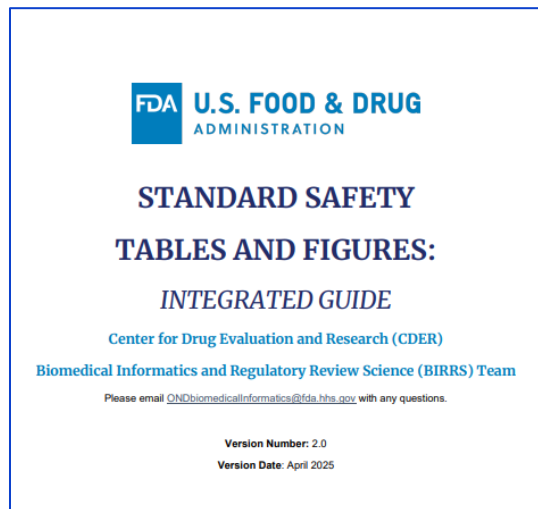 FDA U.S. FOOD & DRUG
ADMINISTRATION
STANDARD SAFETY
TABLES AND FIGURES:
INTEGRATED GUIDE
Center for Drug Evaluation and Research (CDER)
Biomedical Informatics and Regulatory Review Science (BIRRS) Team
Please email ONDbiomedicalInformatics@fda.hhs.gov with any questions.
Version Number: 2.0
Version Date: April 2025